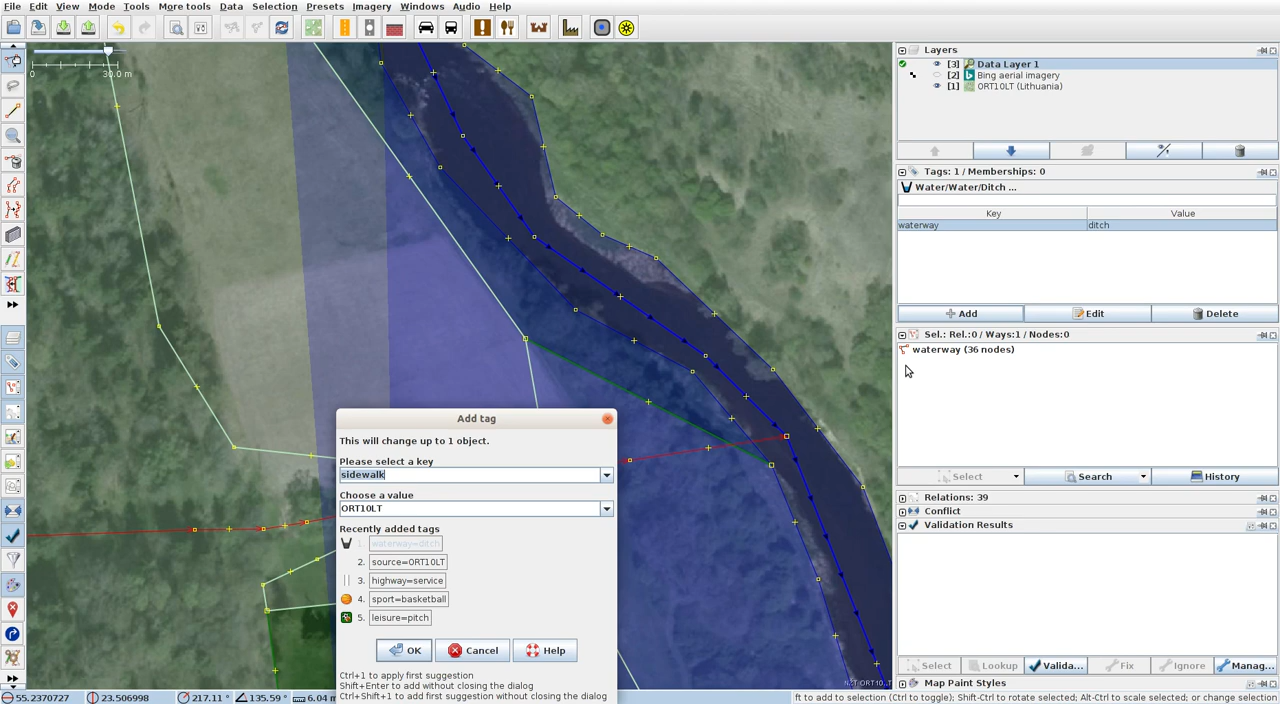 File Edit View Mode Tools More tools Data Selection Presets Imagery Windows Audio Help
0 30.0 m
Layers
[3] Data Layer 1
[2] Bing aerial imagery
[1] ORT10LT (Lithuania)
Tags: 1 / Memberships: 0
Water/Water/Ditch ...
Key Value
waterway ditch
Add Edit Delete
Sel.: Rel.:0 / Ways:1 / Nodes:0
waterway (36 nodes)
Select Search History
Relations: 39
Conflict
Validation Results
Select Lookup Valida... Fix Ignore Manag...
Map Paint Styles
Add tag
This will change up to 1 object.
Please select a key
sidewalk
Choose a value
ORT10LT
Recently added tags
1. waterway=ditch
2. source=ORT10LT
3. highway=service
4. sport=basketball
5. leisure=pitch
OK Cancel Help
Ctrl+1 to apply first suggestion
Shift+Enter to add without closing the dialog
Ctrl+Shift+1 to add first suggestion without closing the dialog
55.2370727 23.506998 217.11 ° 135.59 ° 6.04 m
ft to add to selection (Ctrl to toggle); Shift-Ctrl to rotate selected; Alt-Ctrl to scale selected; or change selection